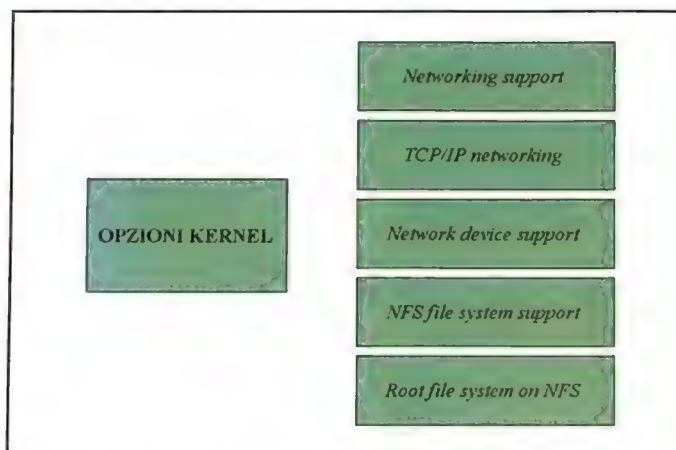 OPZIONI KERNEL
Networking support
TCP/IP networking
Network device support
NFS file system support
Root file system on NFS